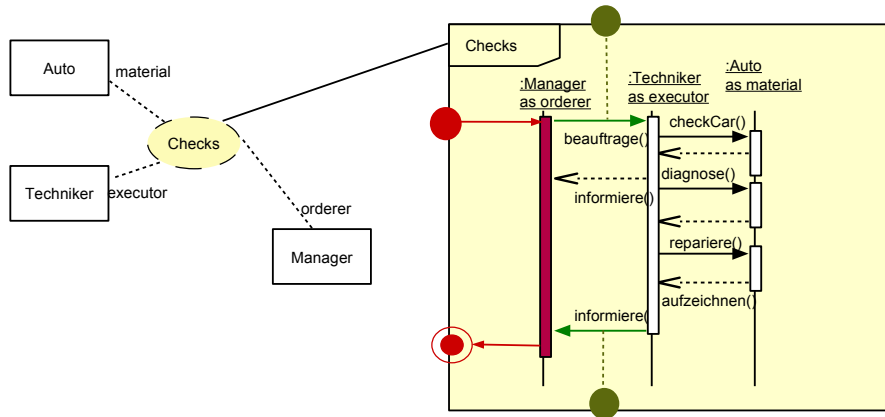 Auto
material
Checks
Techniker
executor
orderer
Manager
Checks
:Manager
as orderer
:Techniker
as executor
:Auto
as material
checkCar()
beauftrage()
diagnose()
informiere()
repariere()
aufzeichnen()
informiere(